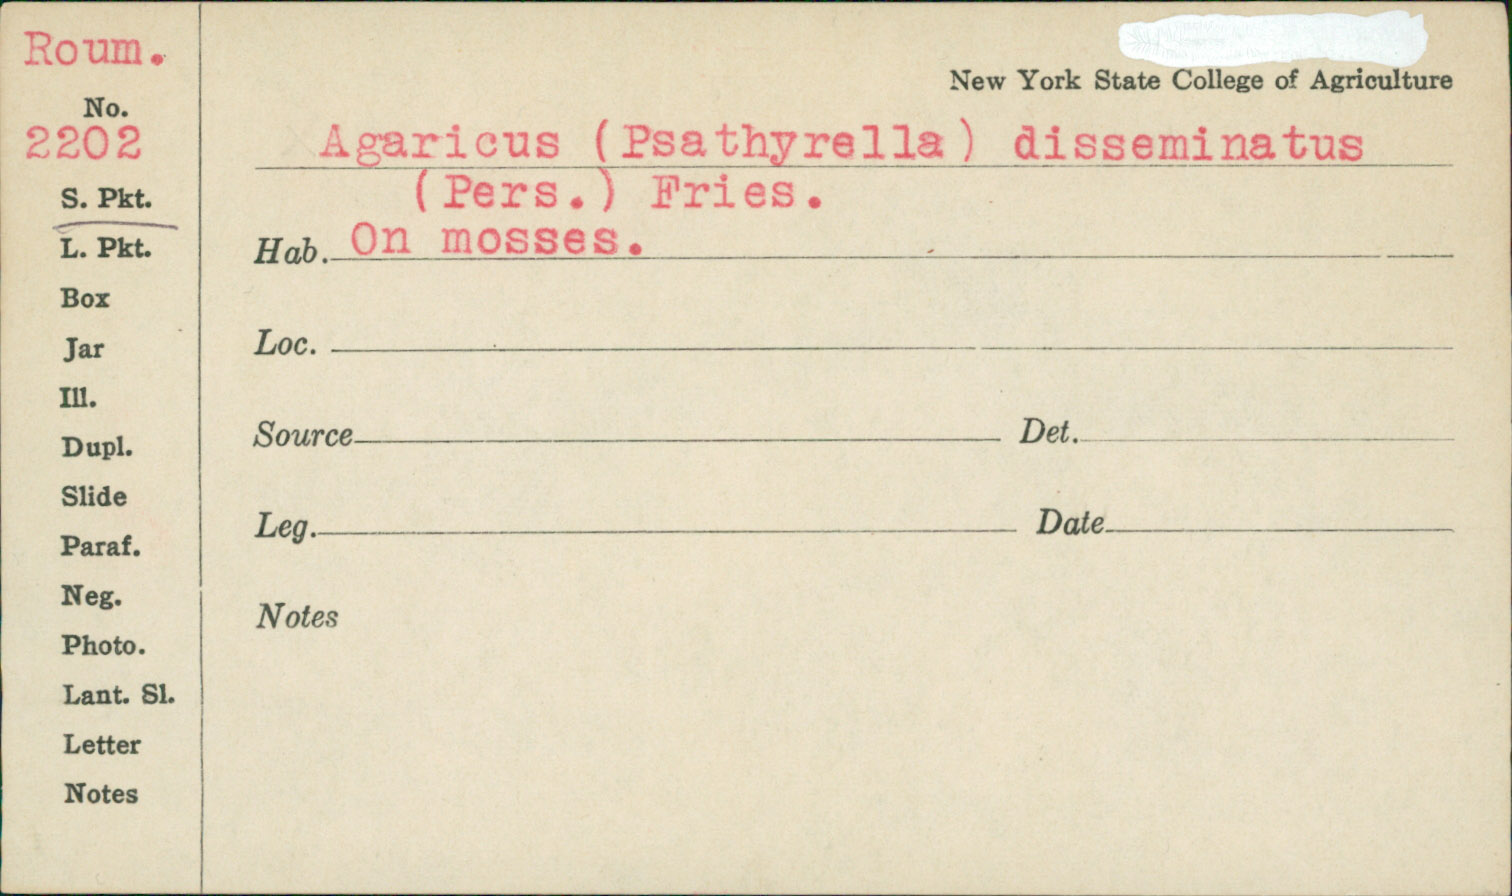 Roum.
No.
2202
S. Pkt.
L. Pkt.
Box
Jar
Ill.
Dupl.
Slide
Paraf.
Neg.
Photo.
Lant. Sl.
Letter
Notes
New York State College of Agriculture
Agaricus (Psathyrella) disseminatus
(Pers.) Fries.
Hab. On mosses.
Loc.
Source Det.
Leg. Date
Notes